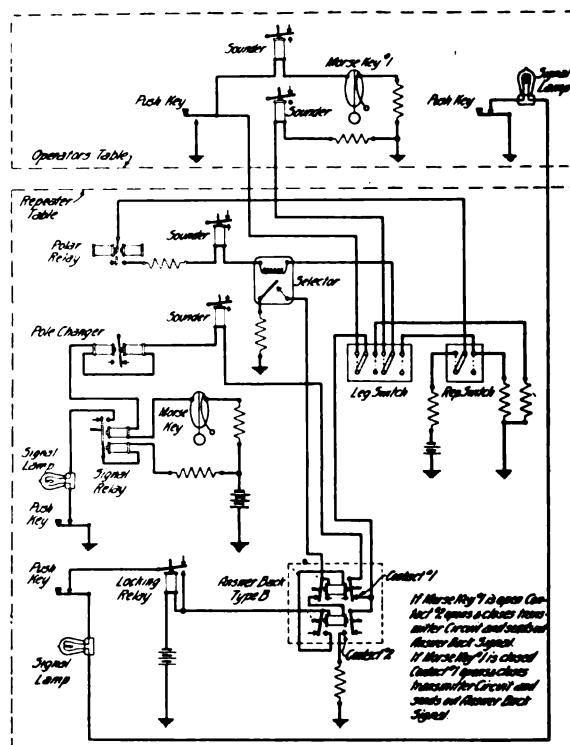 Sounder
Morse Key #1
Signal
Lamp
Push Key
Sounder
Push Key
Operators Table
Repeater
Table
Sounder
Polar
Relay
Selector
Pole Changer
Sounder
Leg Switch
Rep. Switch
Morse
Key
Signal
Lamp
Signal
Relay
Push
Key
Push
Key
Locking
Relay
Answer Back
Type B
Contact #1
Signal
Lamp
Contact #2
If Morse Key #1 is open Con-
tact #2 opens & closes trans-
mitter Circuit and sends out
Answer Back Signal.
If Morse Key #1 is closed
Contact #1 opens & closes
transmitter Circuit and
sends out Answer Back
Signal.